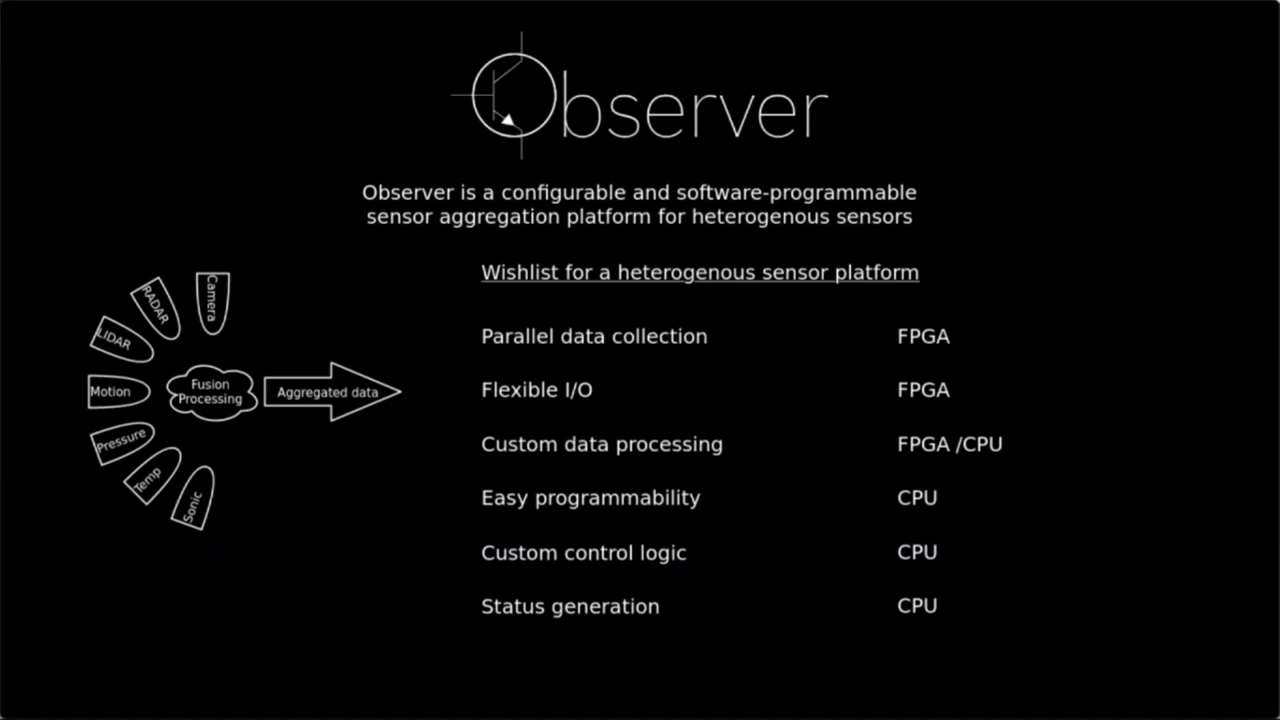 Observer
Observer is a configurable and software-programmable
sensor aggregation platform for heterogenous sensors
Wishlist for a heterogenous sensor platform
Camera
RADAR
LIDAR
Motion
Pressure
Temp
Sonic
Fusion
Processing
Aggregated data
Parallel data collection FPGA
Flexible I/O FPGA
Custom data processing FPGA /CPU
Easy programmability CPU
Custom control logic CPU
Status generation CPU